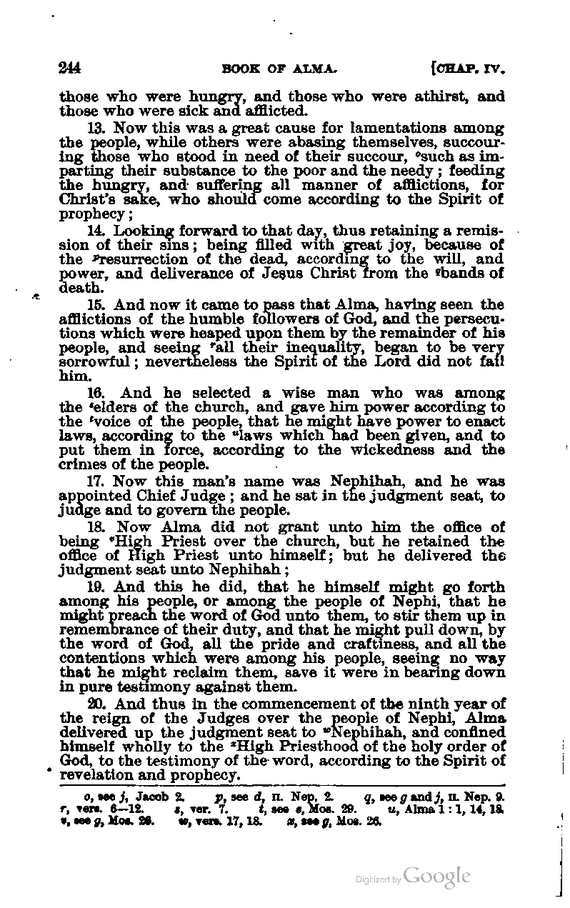 244 BOOK OF ALMA. [CHAP. IV.
those who were hungry, and those who were athirst, and
those who were sick and afflicted.
13. Now this was a great cause for lamentations among
the people, while others were abasing themselves, succour-
ing those who stood in need of their succour, ᵒsuch as im-
parting their substance to the poor and the needy; feeding
the hungry, and suffering all manner of afflictions, for
Christ's sake, who should come according to the Spirit of
prophecy;
14. Looking forward to that day, thus retaining a remis-
sion of their sins; being filled with great joy, because of
the ᵖresurrection of the dead, according to the will, and
power, and deliverance of Jesus Christ from the qbands of
death.
15. And now it came to pass that Alma, having seen the
afflictions of the humble followers of God, and the persecu-
tions which were heaped upon them by the remainder of his
people, and seeing ʳall their inequality, began to be very
sorrowful; nevertheless the Spirit of the Lord did not fail
him.
16. And he selected a wise man who was among
the ˢelders of the church, and gave him power according to
the ᵗvoice of the people, that he might have power to enact
laws, according to the ᵘlaws which had been given, and to
put them in force, according to the wickedness and the
crimes of the people.
17. Now this man's name was Nephihah, and he was
appointed Chief Judge; and he sat in the judgment seat, to
judge and to govern the people.
18. Now Alma did not grant unto him the office of
being ᵛHigh Priest over the church, but he retained the
office of High Priest unto himself; but he delivered the
judgment seat unto Nephihah;
19. And this he did, that he himself might go forth
among his people, or among the people of Nephi, that he
might preach the word of God unto them, to stir them up in
remembrance of their duty, and that he might pull down, by
the word of God, all the pride and craftiness, and all the
contentions which were among his people, seeing no way
that he might reclaim them, save it were in bearing down
in pure testimony against them.
20. And thus in the commencement of the ninth year of
the reign of the Judges over the people of Nephi, Alma
delivered up the judgment seat to ʷNephihah, and confined
himself wholly to the ˣHigh Priesthood of the holy order of
God, to the testimony of the word, according to the Spirit of
revelation and prophecy.
o, see j, Jacob 2. p, see d, II. Nep. 2. q, see g and j, II. Nep. 9.
r, vers. 6—12. s, ver. 7. t, see e, Mos. 29. u, Alma 1:1, 14, 18.
v, see g, Mos. 26. w, vers. 17, 18. x, see g, Mos. 26.
Digitized by Google